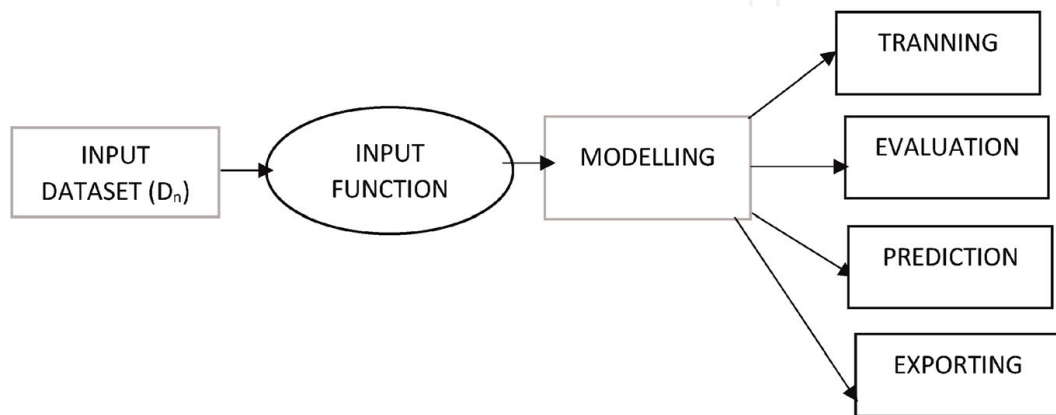 INPUT
DATASET (Dₙ)
INPUT
FUNCTION
MODELLING
TRANNING
EVALUATION
PREDICTION
EXPORTING